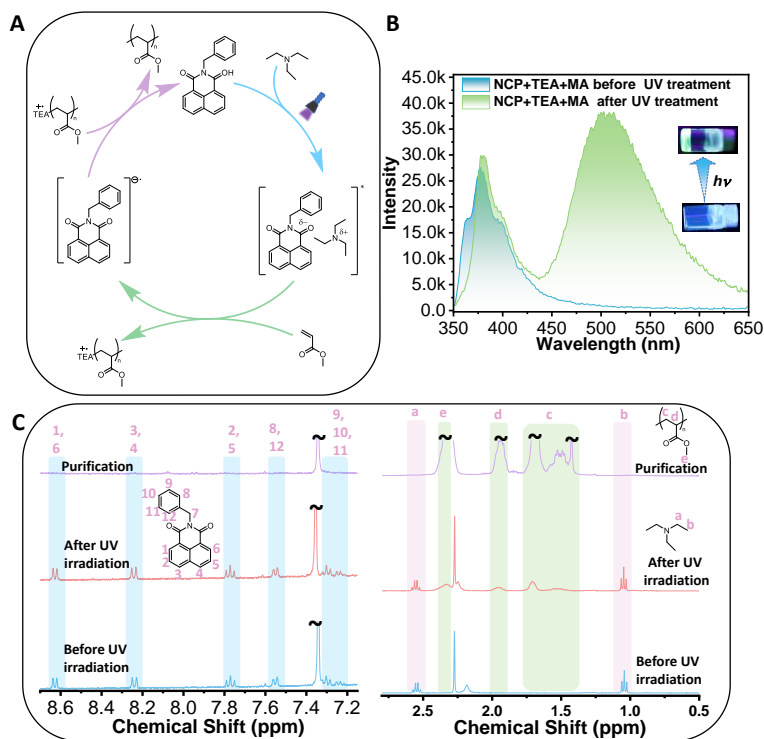 A
( )n
O O
N
O OH
N
TEA ( )n
O O
hν
[ ]⊖·
O N O
[ ]*
O N O
δ− N δ+
TEA ( )n
O O
O
O
B
45.0k
40.0k
35.0k
30.0k
25.0k
20.0k
15.0k
10.0k
5.0k
0.0
Intensity
NCP+TEA+MA before UV treatment
NCP+TEA+MA after UV treatment
hν
350 400 450 500 550 600 650
Wavelength (nm)
C
1, 6
3, 4
2, 5
8, 12
9, 10, 11
Purification
9
10 8
11 12 7
N
O O
1 6
2 5
3 4
After UV
irradiation
Before UV
irradiation
8.6 8.4 8.2 8.0 7.8 7.6 7.4 7.2
Chemical Shift (ppm)
a e d c b
c d
( )n
O O
e
Purification
a
N b
After UV
irradiation
Before UV
irradiation
2.5 2.0 1.5 1.0 0.5
Chemical Shift (ppm)